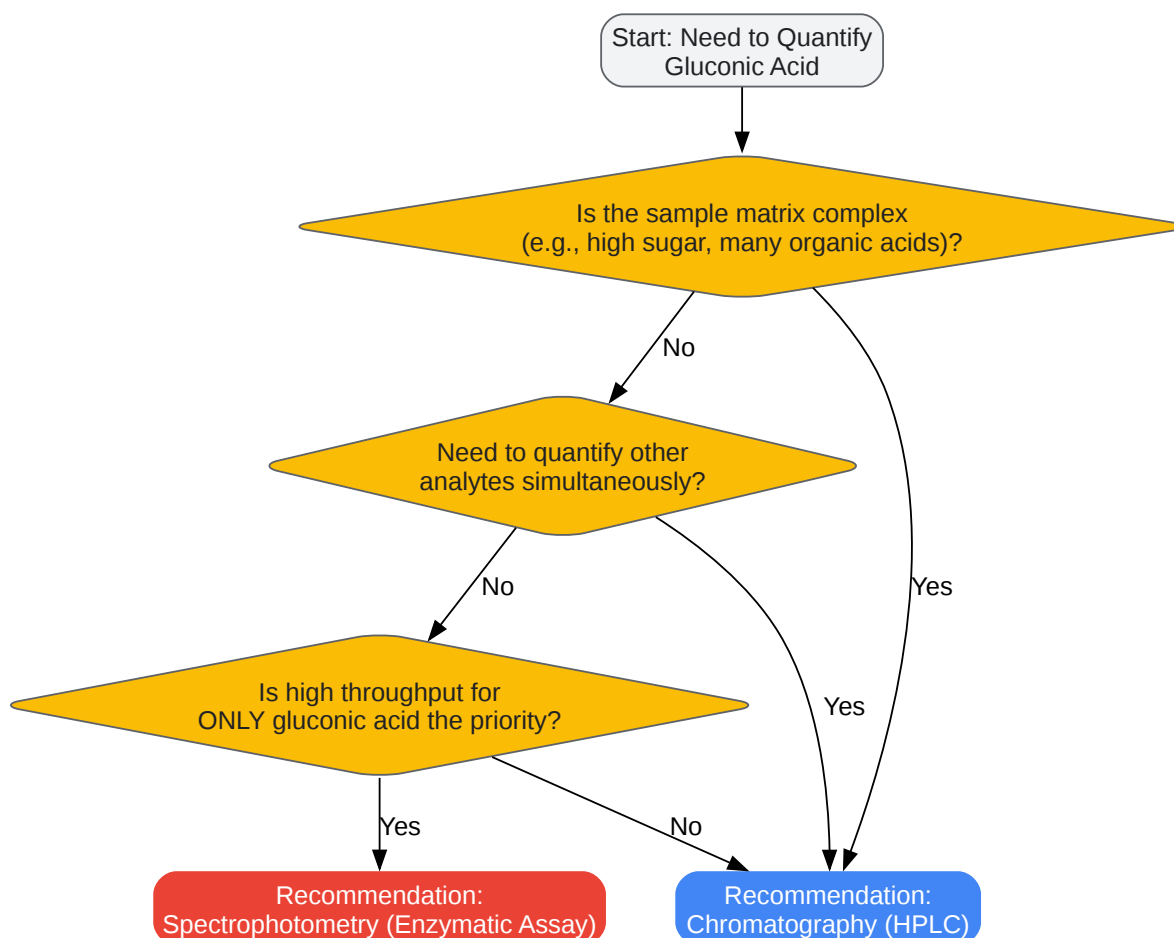 Start: Need to Quantify
Gluconic Acid
Is the sample matrix complex
(e.g., high sugar, many organic acids)?
No
Yes
Need to quantify other
analytes simultaneously?
No
Yes
Is high throughput for
ONLY gluconic acid the priority?
Yes
No
Recommendation:
Spectrophotometry (Enzymatic Assay)
Recommendation:
Chromatography (HPLC)